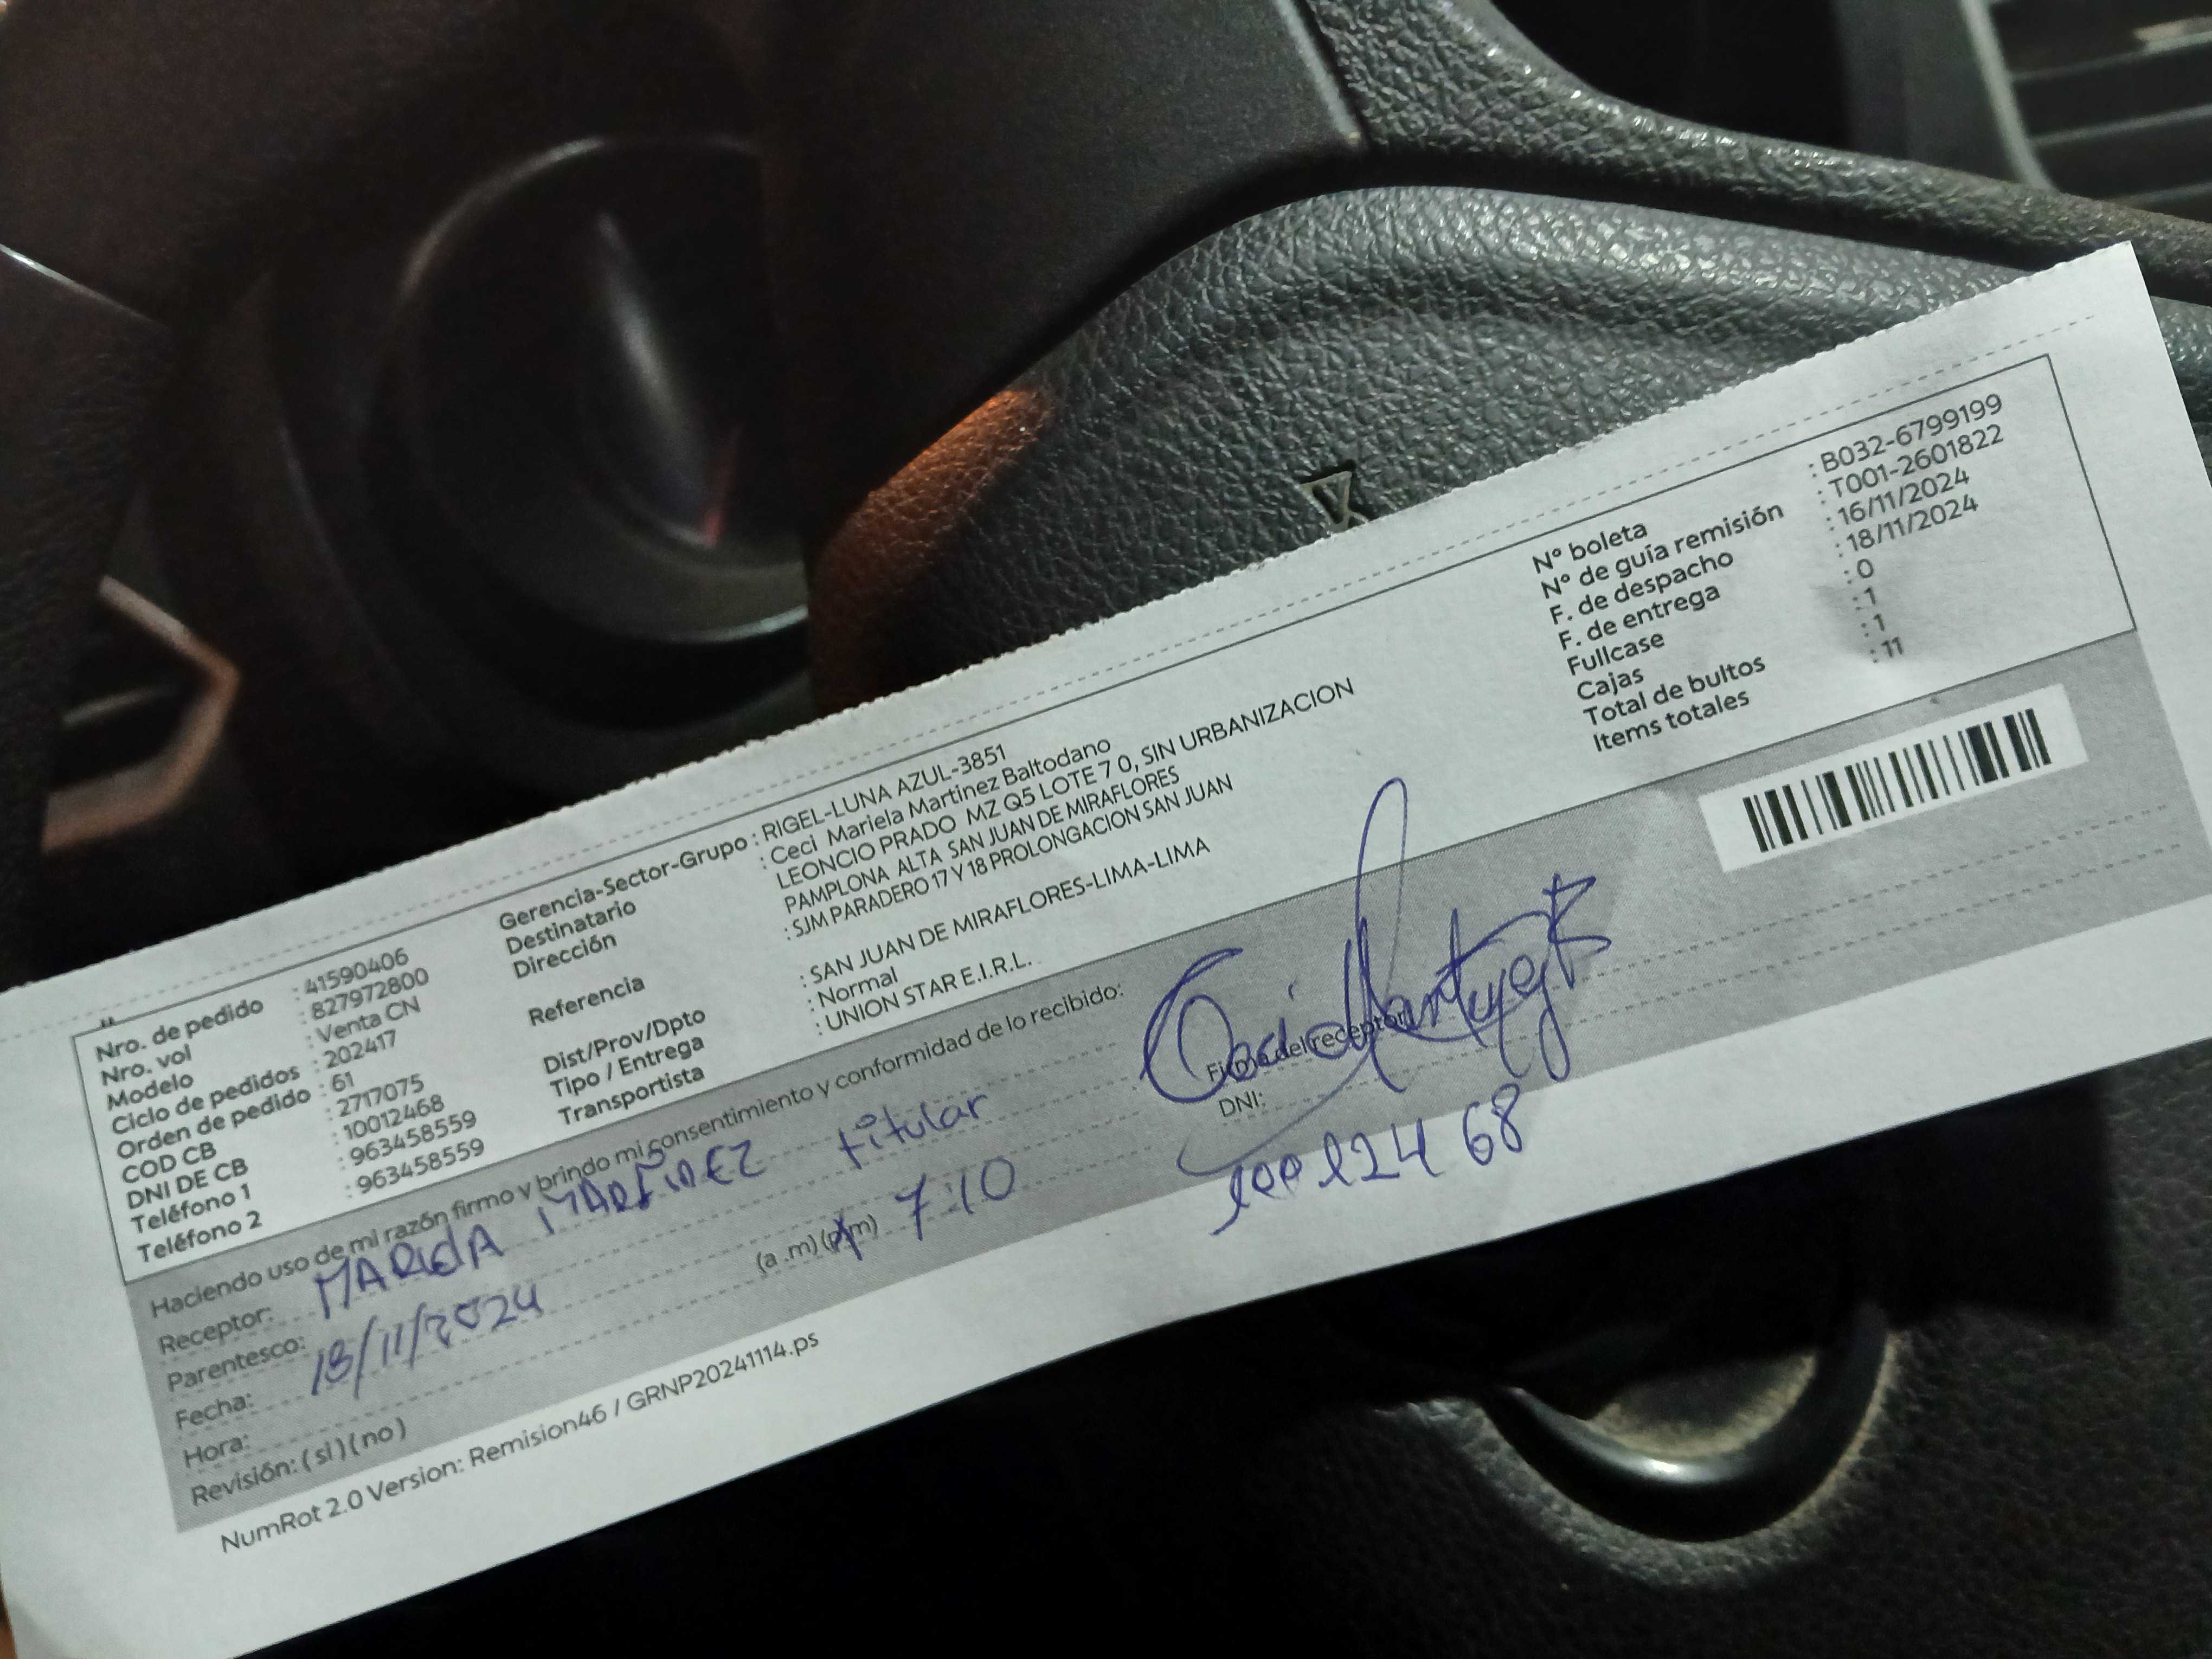 Nro. de pedido : 41590406
Nro. vol : 827972800
Modelo : Venta CN
Ciclo de pedidos : 202417
Orden de pedido : 61
COD CB : 2717075
DNI DE CB : 10012468
Teléfono 1 : 963458559
Teléfono 2 : 963458559
Gerencia-Sector-Grupo : RIGEL-LUNA AZUL-3851
Destinatario : Ceci Mariela Martinez Baltodano
Dirección LEONCIO PRADO MZ Q5 LOTE 7 0, SIN URBANIZACION
PAMPLONA ALTA SAN JUAN DE MIRAFLORES
Referencia : SJM PARADERO 17 Y 18 PROLONGACION SAN JUAN
Dist/Prov/Dpto : SAN JUAN DE MIRAFLORES-LIMA-LIMA
Tipo / Entrega : Normal
Transportista : UNION STAR E.I.R.L.
N° boleta : B032-6799199
N° de guía remisión : T001-2601822
F. de despacho : 16/11/2024
F. de entrega : 18/11/2024
Fullcase : 0
Cajas : 1
Total de bultos : 1
Items totales : 11
Haciendo uso de mi razón firmo y brindo mi consentimiento y conformidad de lo recibido:
Receptor: MARTINEZ titular
Parentesco:
Fecha: 18/11/2024
Hora: (a .m) (p.m) 7:10
Revisión: ( si ) ( no )
Firma del receptor
DNI:
10012468
NumRot 2.0 Version: Remision46 / GRNP20241114.ps